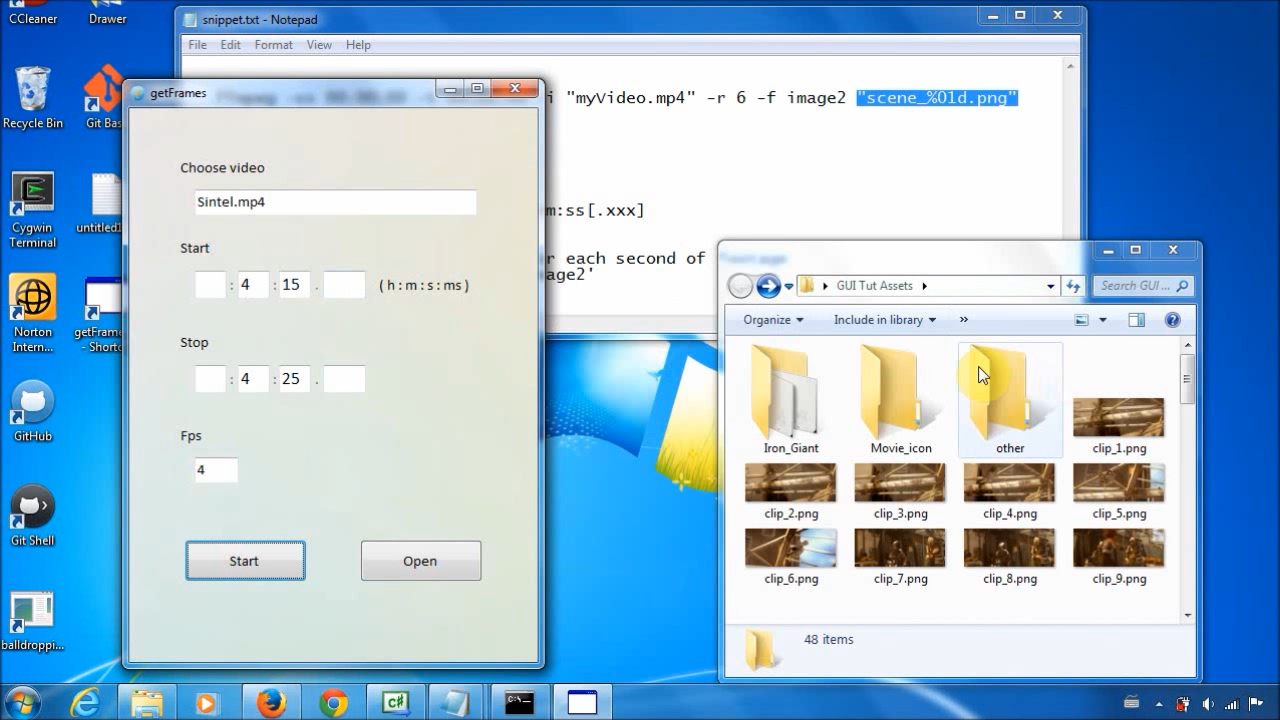 CCleaner
Drawer
Recycle Bin
Git Bas
Cygwin
Terminal
untitled1
Norton
Intern...
getFrame
- Shortc
GitHub
Git Shell
balldroppi...
snippet.txt - Notepad
File Edit Format View Help
i "myVideo.mp4" -r 6 -f image2 "scene_%01d.png"
m:ss[.xxx]
r each second of
age2'
getFrames
Choose video
Sintel.mp4
Start
: 4 : 15 . ( h : m : s : ms )
Stop
: 4 : 25 .
Fps
4
Start Open
GUI Tut Assets
Search GUI ...
Organize Include in library »
Iron_Giant Movie_icon other clip_1.png
clip_2.png clip_3.png clip_4.png clip_5.png
clip_6.png clip_7.png clip_8.png clip_9.png
48 items
C#
C:\